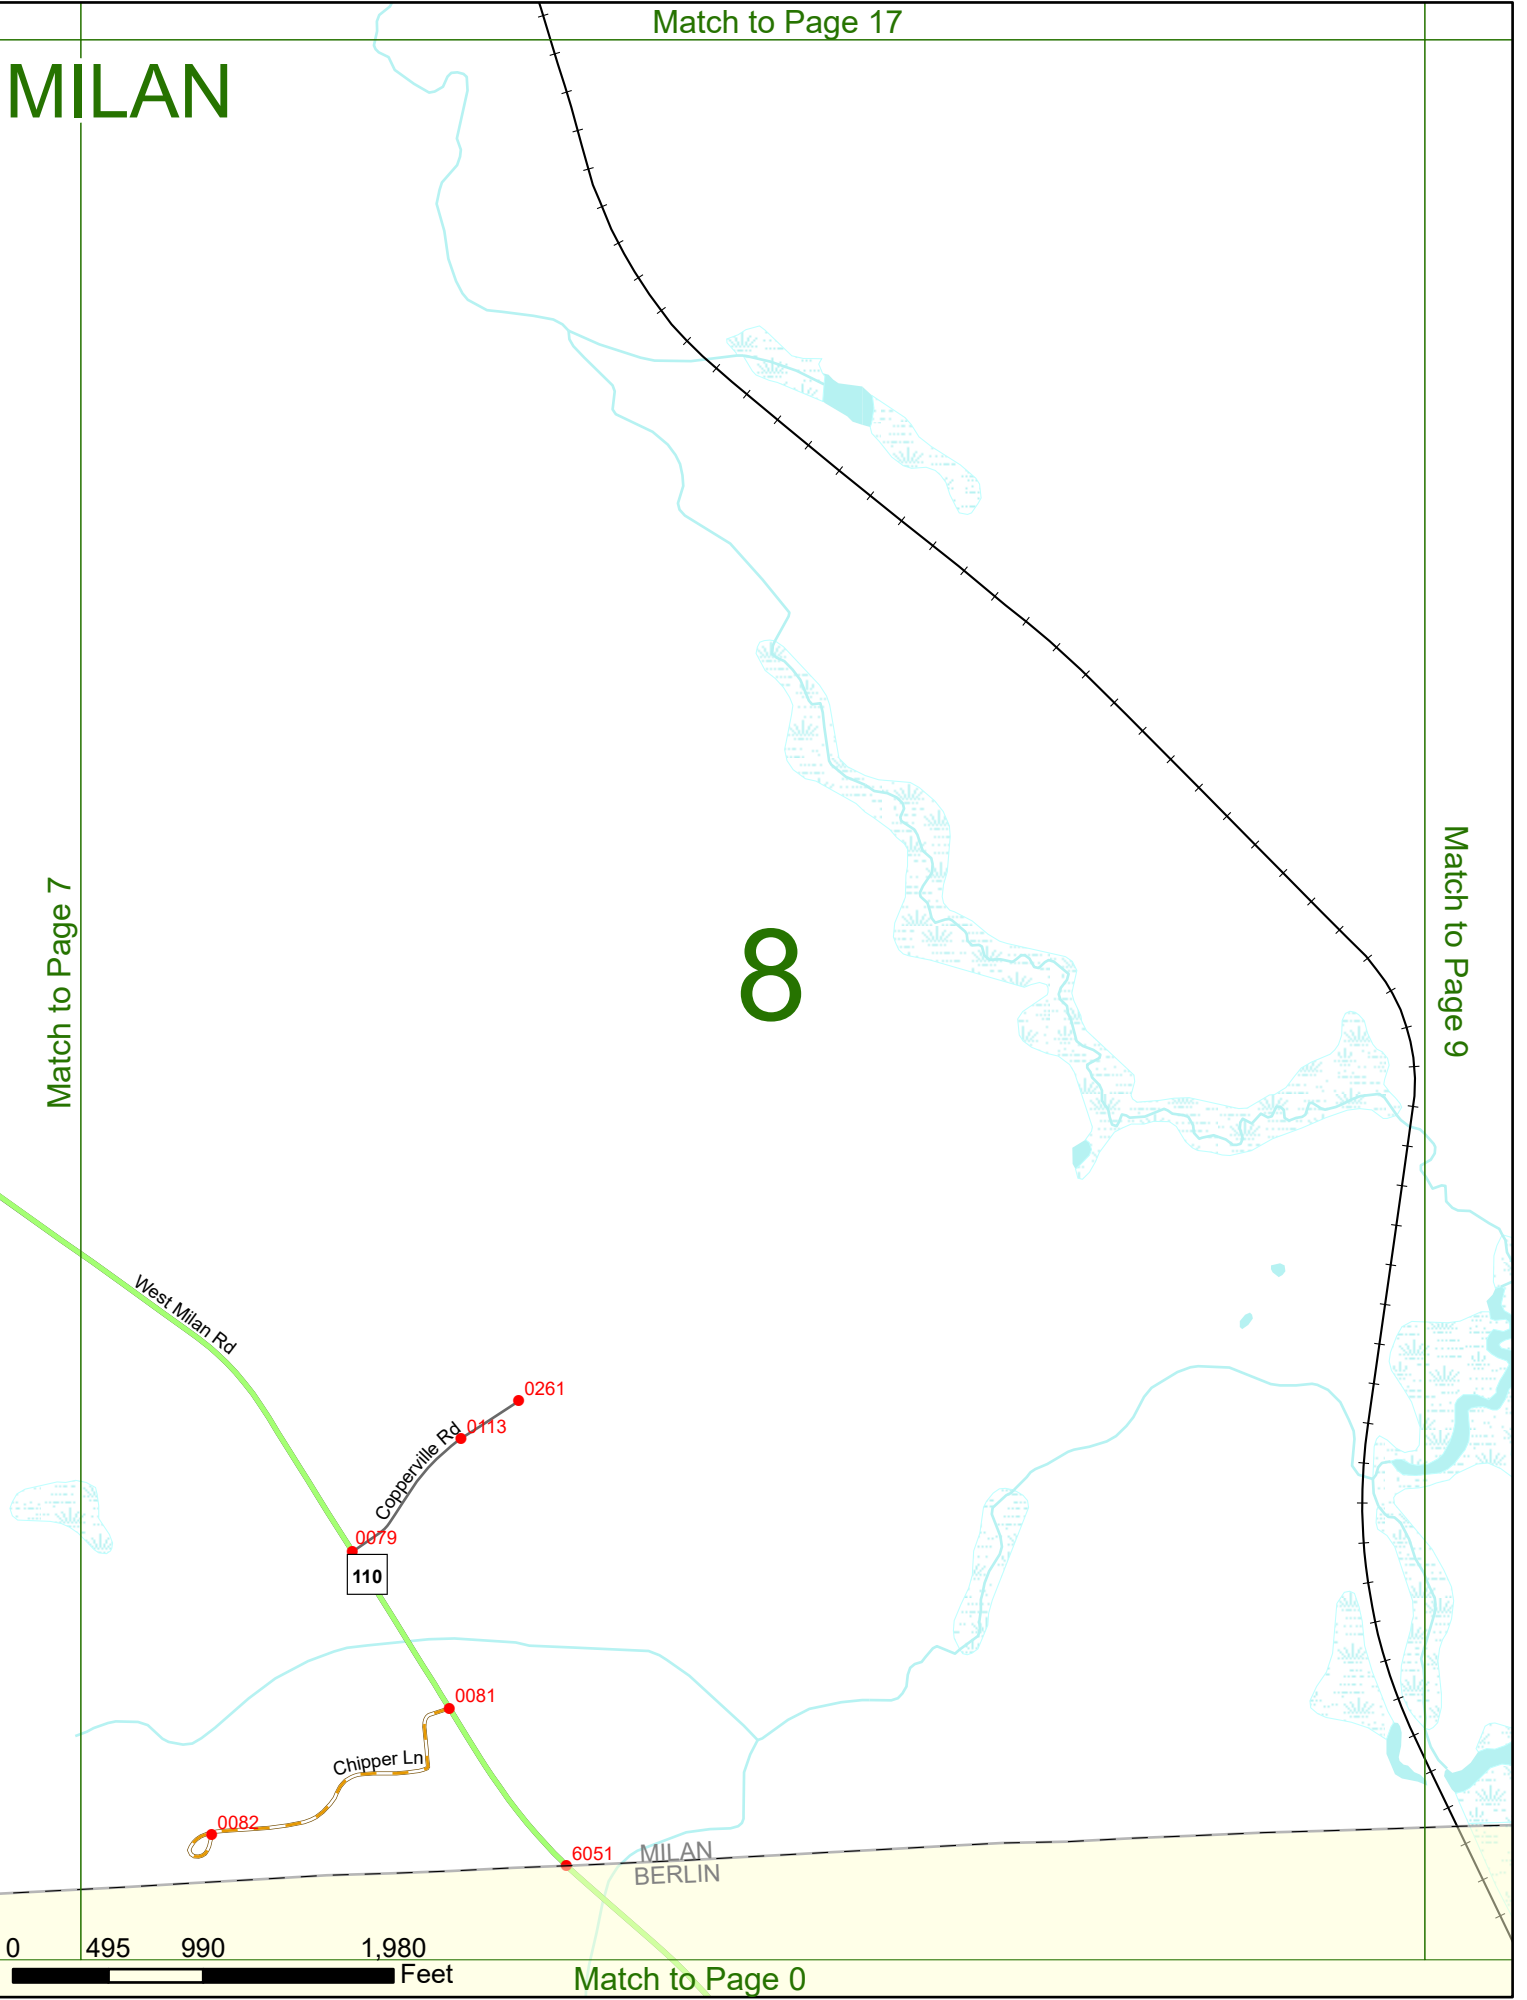 Match to Page 17
MILAN
Match to Page 7
8
Match to Page 9
West Milan Rd
0261
0113
Copperville Rd
0079
110
0081
Chipper Ln
0082
6051
MILAN
BERLIN
0 495 990 1,980
Feet
Match to Page 0